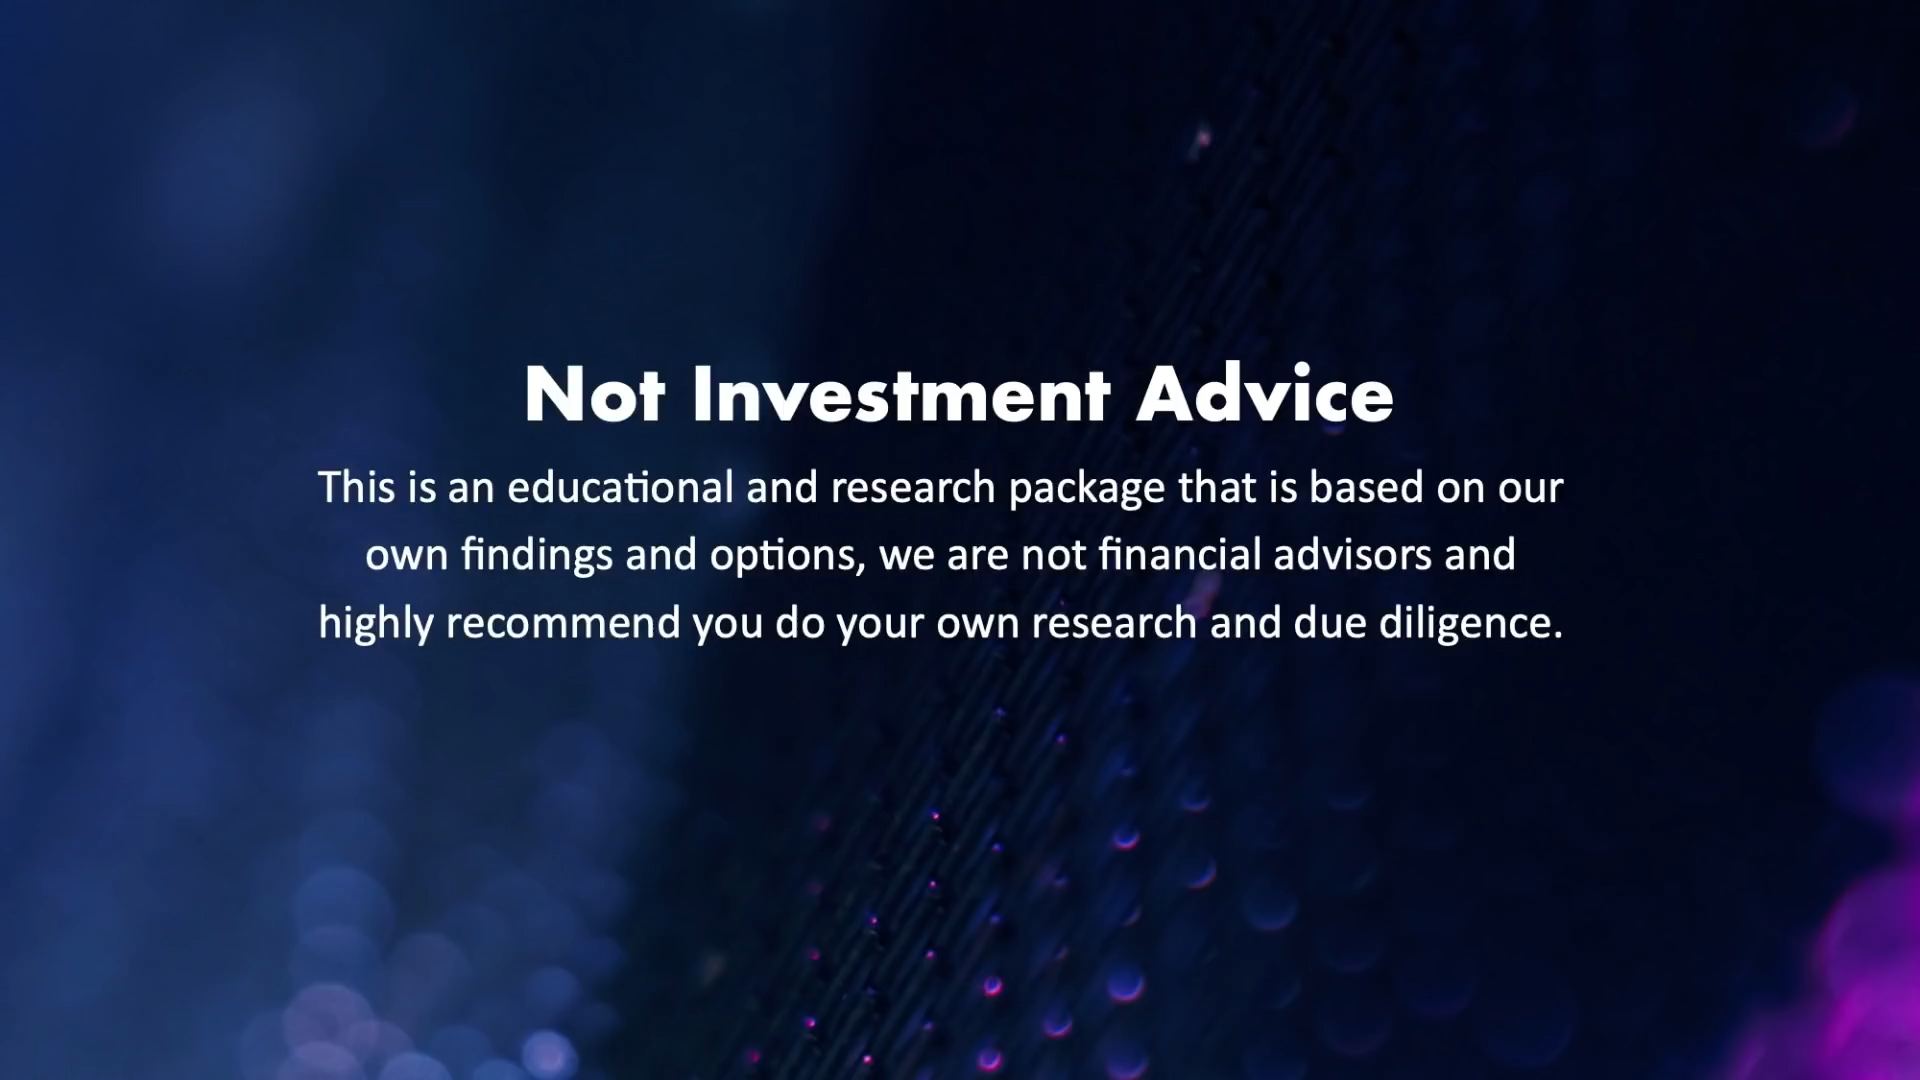 Not Investment Advice
This is an educational and research package that is based on our
own findings and options, we are not financial advisors and
highly recommend you do your own research and due diligence.